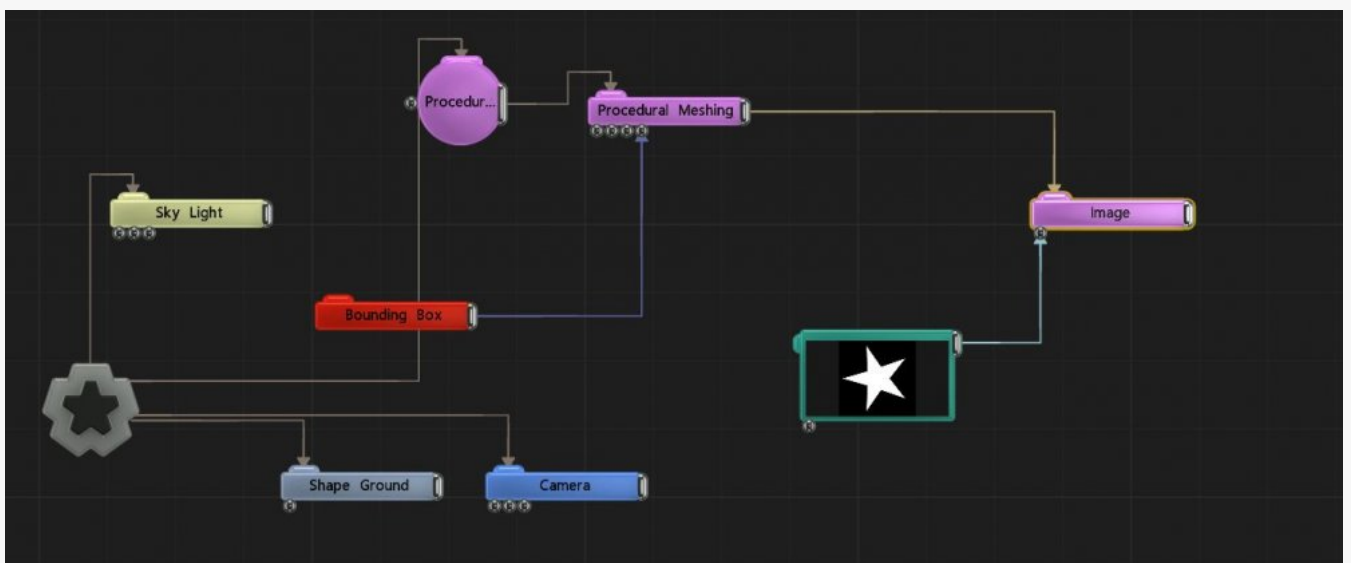 Procedur...
Procedural Meshing
Sky Light
Image
Bounding Box
Shape Ground
Camera